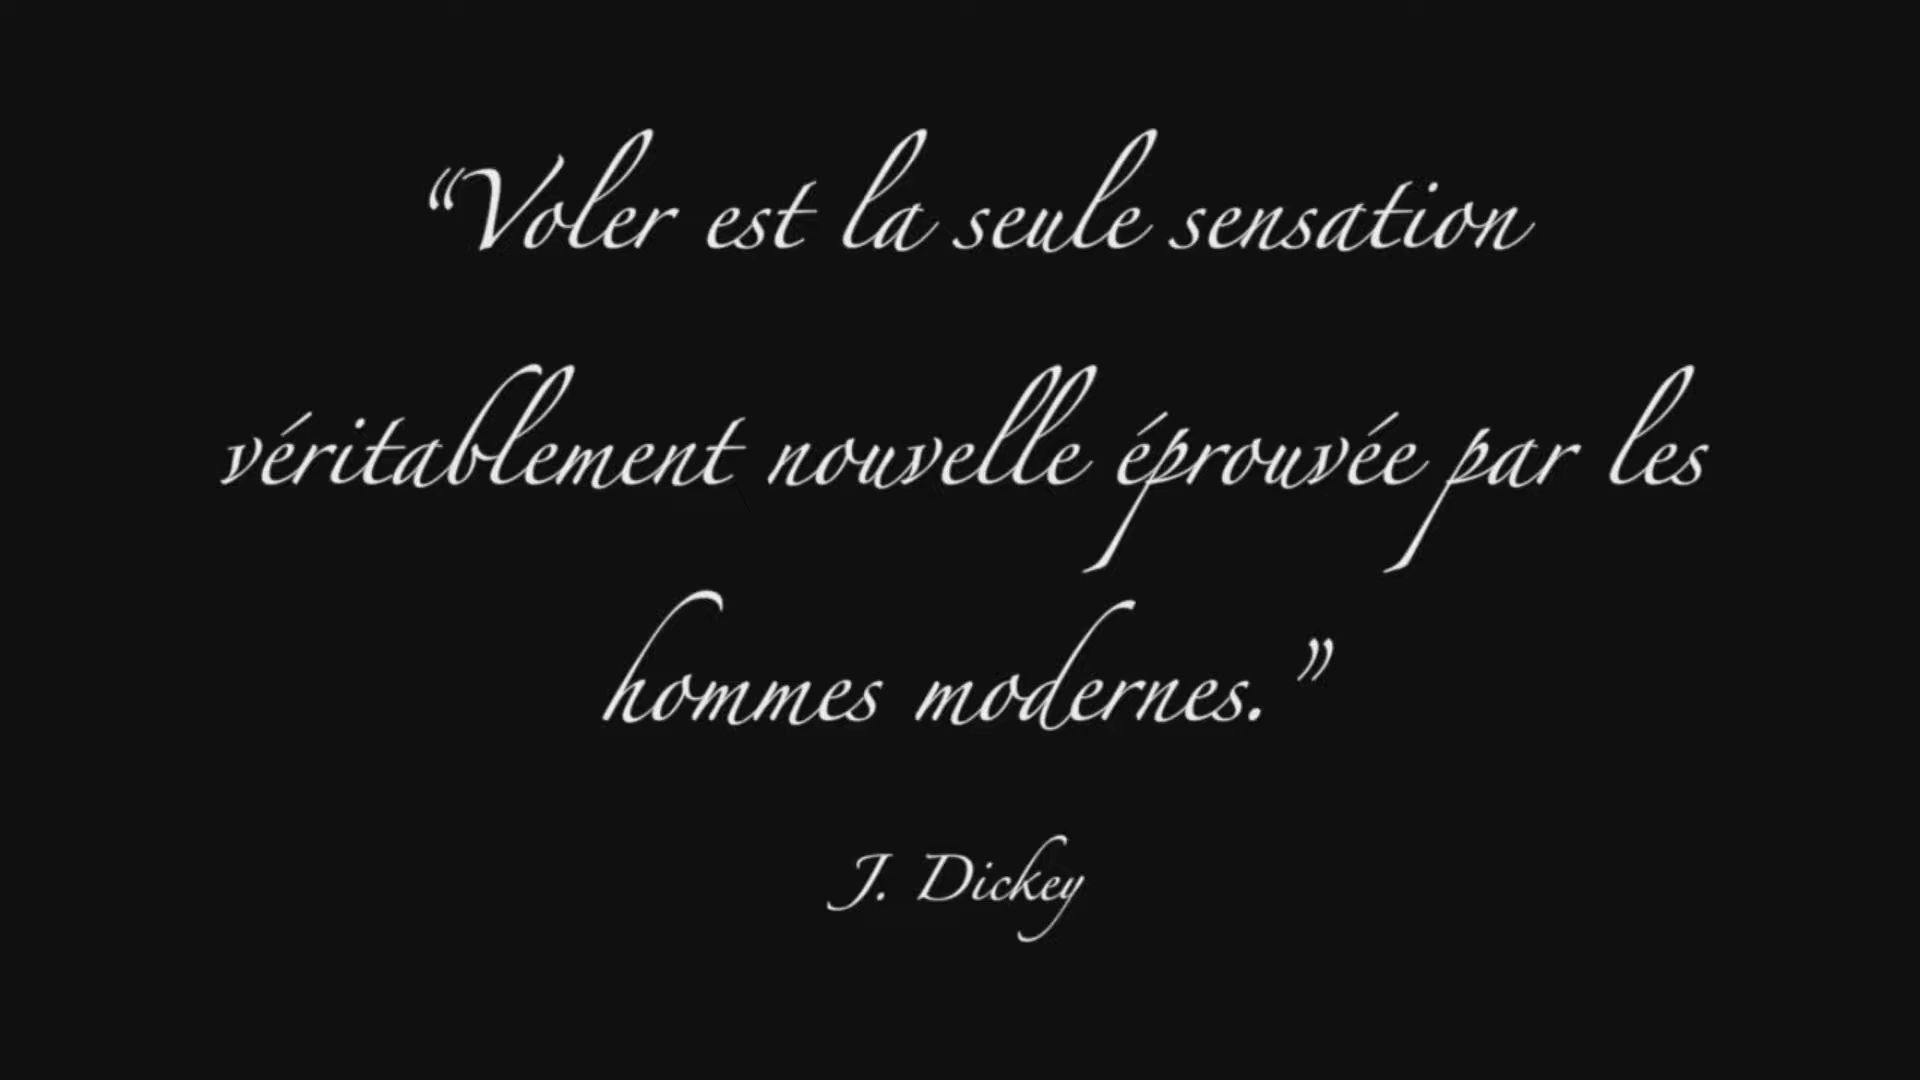 “Voler est la seule sensation
véritablement nouvelle éprouvée par les
hommes modernes.”
J. Dickey